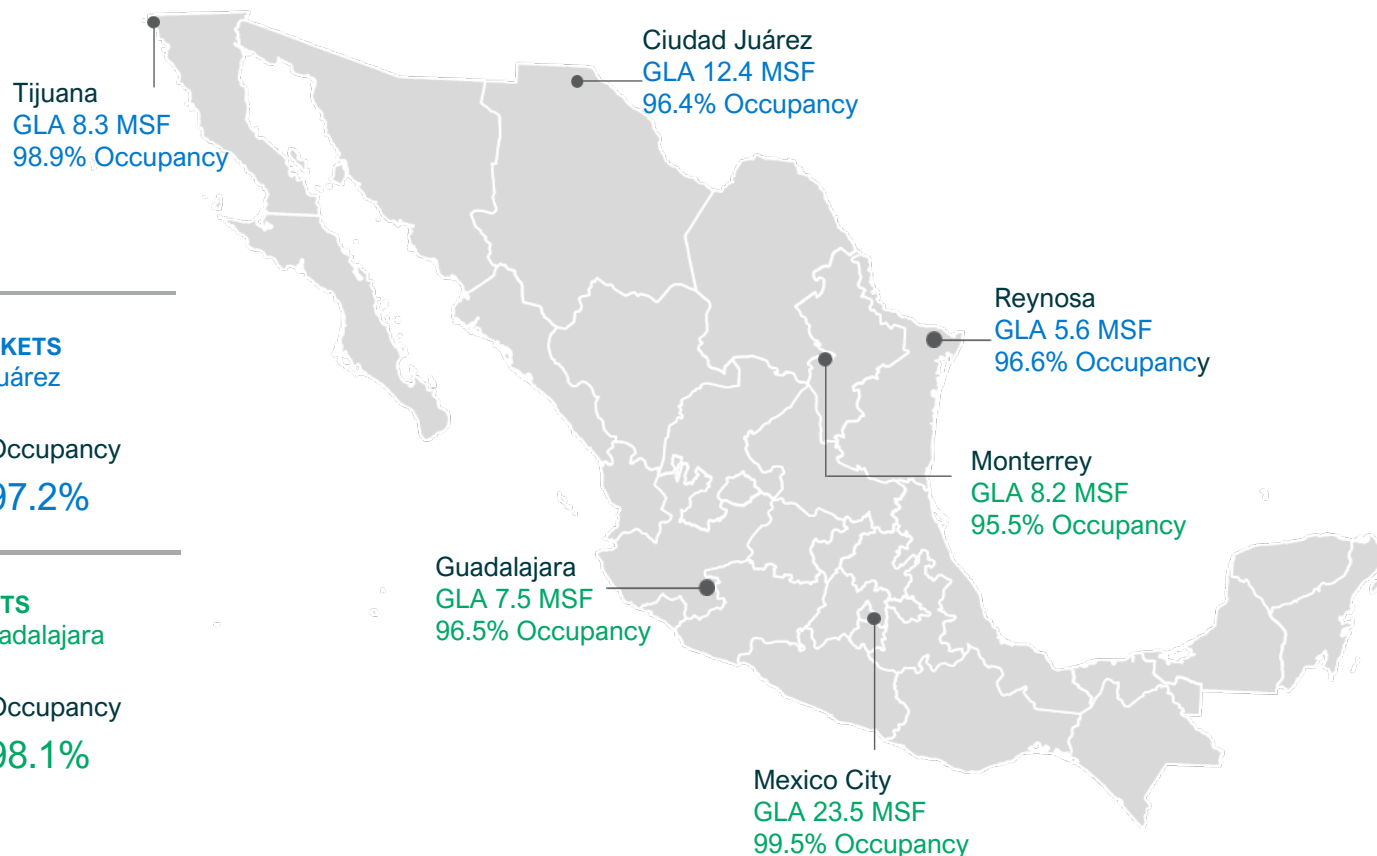 Tijuana
GLA 8.3 MSF
98.9% Occupancy
Ciudad Juárez
GLA 12.4 MSF
96.4% Occupancy
KETS
uárez
Occupancy
97.2%
TS
adalajara
Occupancy
98.1%
Reynosa
GLA 5.6 MSF
96.6% Occupancy
Monterrey
GLA 8.2 MSF
95.5% Occupancy
Guadalajara
GLA 7.5 MSF
96.5% Occupancy
Mexico City
GLA 23.5 MSF
99.5% Occupancy